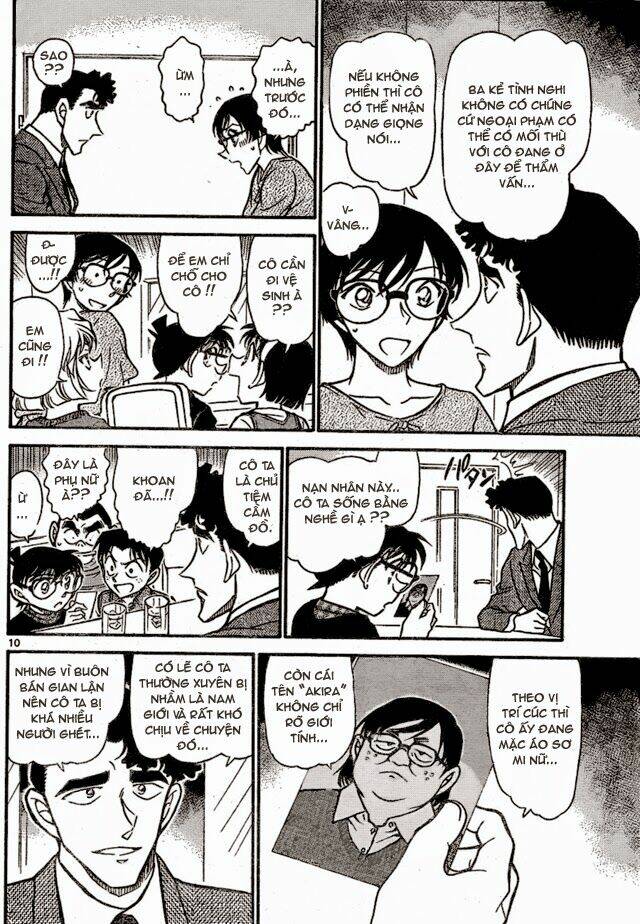 BA KẺ TÌNH NGHI
KHÔNG CÓ CHỨNG
CỨ NGOẠI PHẠM CÓ
THỂ CÓ MỐI THÙ
VỚI CÔ ĐANG Ở
ĐÂY ĐỂ THẨM
VẤN...
NẾU KHÔNG
PHIỀN THÌ CÔ
CÓ THỂ NHẬN
DẠNG GIỌNG
NÓI...
V-
VÂNG...
...À,
NHƯNG
TRƯỚC
ĐÓ...
ỪM
...
SAO
??
CÔ CẦN
ĐI VỆ
SINH À
??
ĐỂ EM CHỈ
CHỖ CHO
CÔ !!
Đ-
ĐƯỢC
...!!
EM
CŨNG
ĐI !
NẠN NHÂN NÀY...
CÔ TA SỐNG BẰNG
NGHỀ GÌ Ạ ??
パタン
CÔ TA
LÀ CHỦ
TIỆM
CẦM
ĐỒ.
KHOAN
ĐÃ...!!
ĐÂY LÀ
PHỤ NỮ
À??
Ừ
...
10
THEO VỊ
TRÍ CÚC THÌ
CÔ ẤY ĐANG
MẶC ÁO SƠ
MI NỮ...
CÒN CÁI
TÊN "AKIRA"
KHÔNG CHỈ
RÕ GIỚI
TÍNH...
CÓ LẼ CÔ TA
THƯỜNG XUYÊN BỊ
NHẦM LÀ NAM
GIỚI VÀ RẤT KHÓ
CHỊU VỀ CHUYỆN
ĐÓ...
NHƯNG VÌ BUÔN
BÁN GIAN LẬN
NÊN CÔ TA BỊ
KHÁ NHIỀU
NGƯỜI GHÉT...